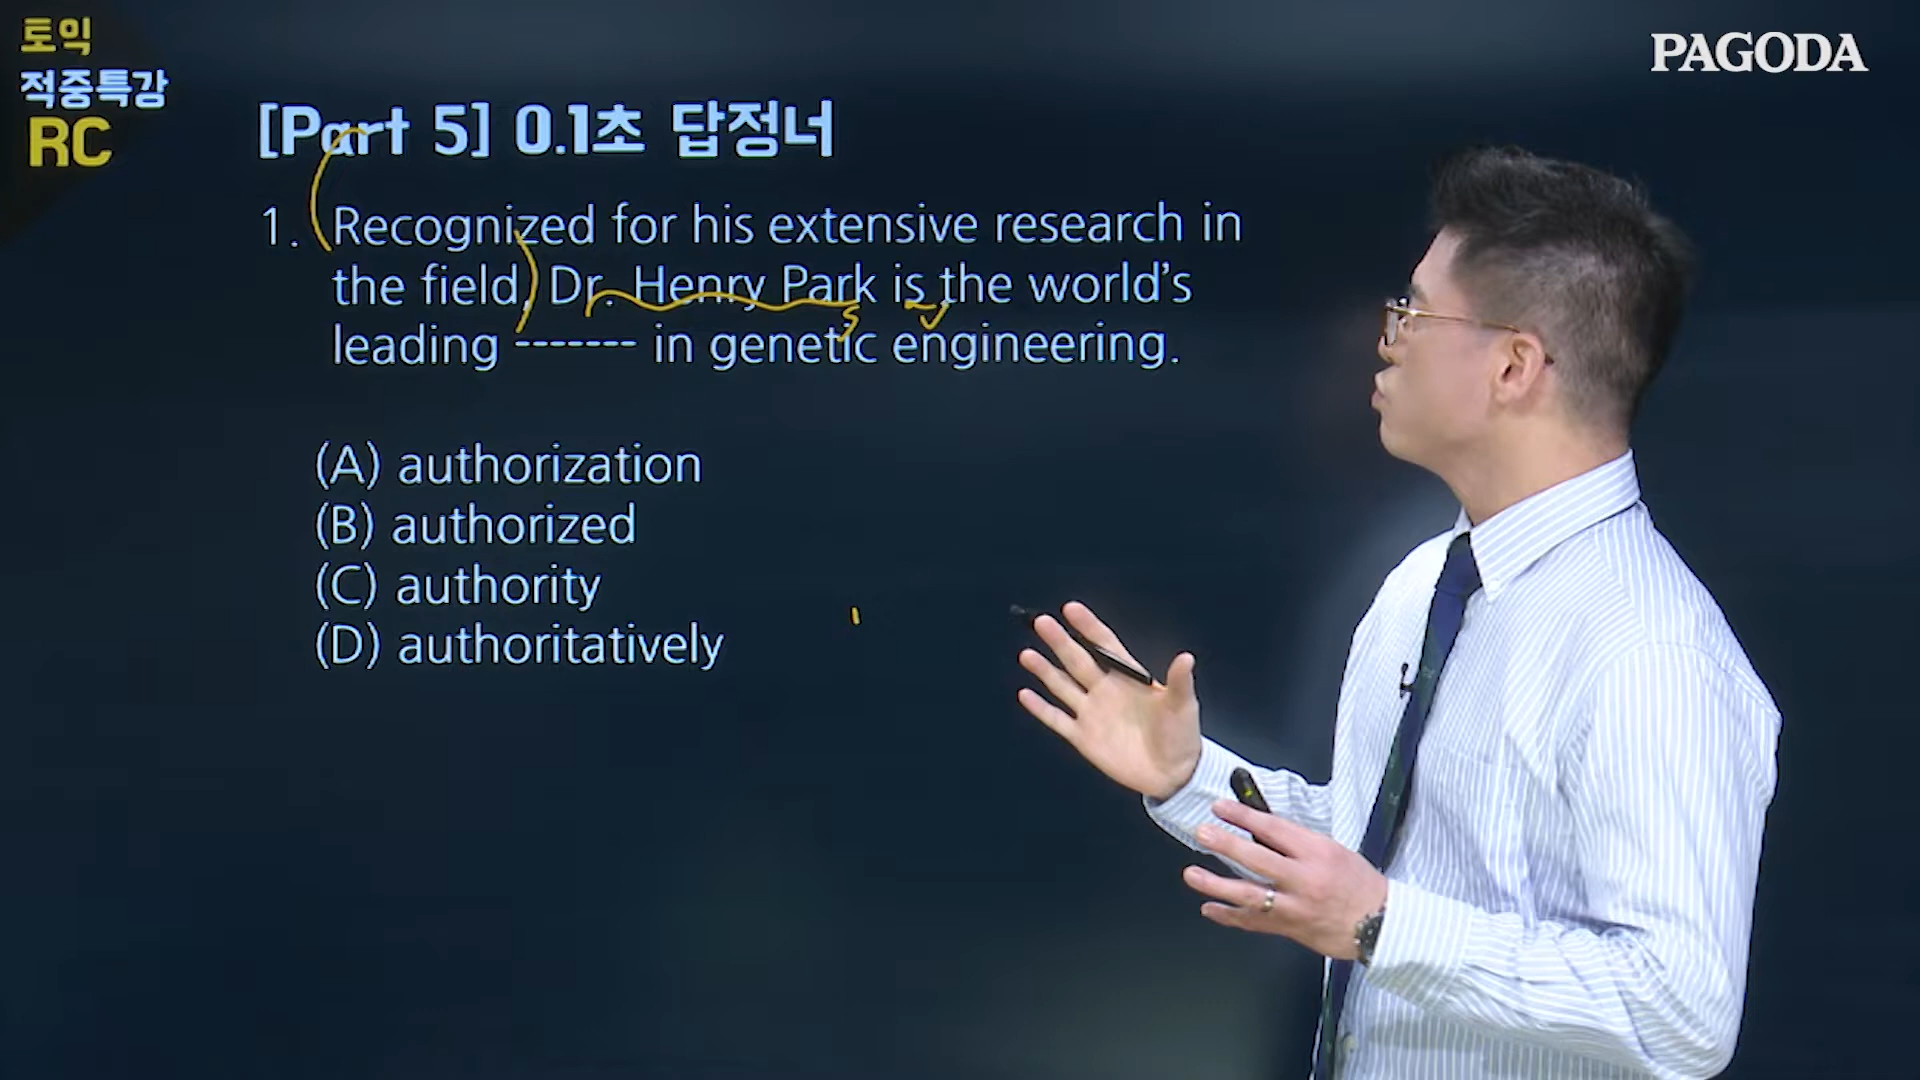 토익
적중특강
RC
PAGODA
[Part 5] 0.1초 답정너
1. Recognized for his extensive research in
the field, Dr. Henry Park is the world's
leading ------- in genetic engineering.
(A) authorization
(B) authorized
(C) authority
(D) authoritatively